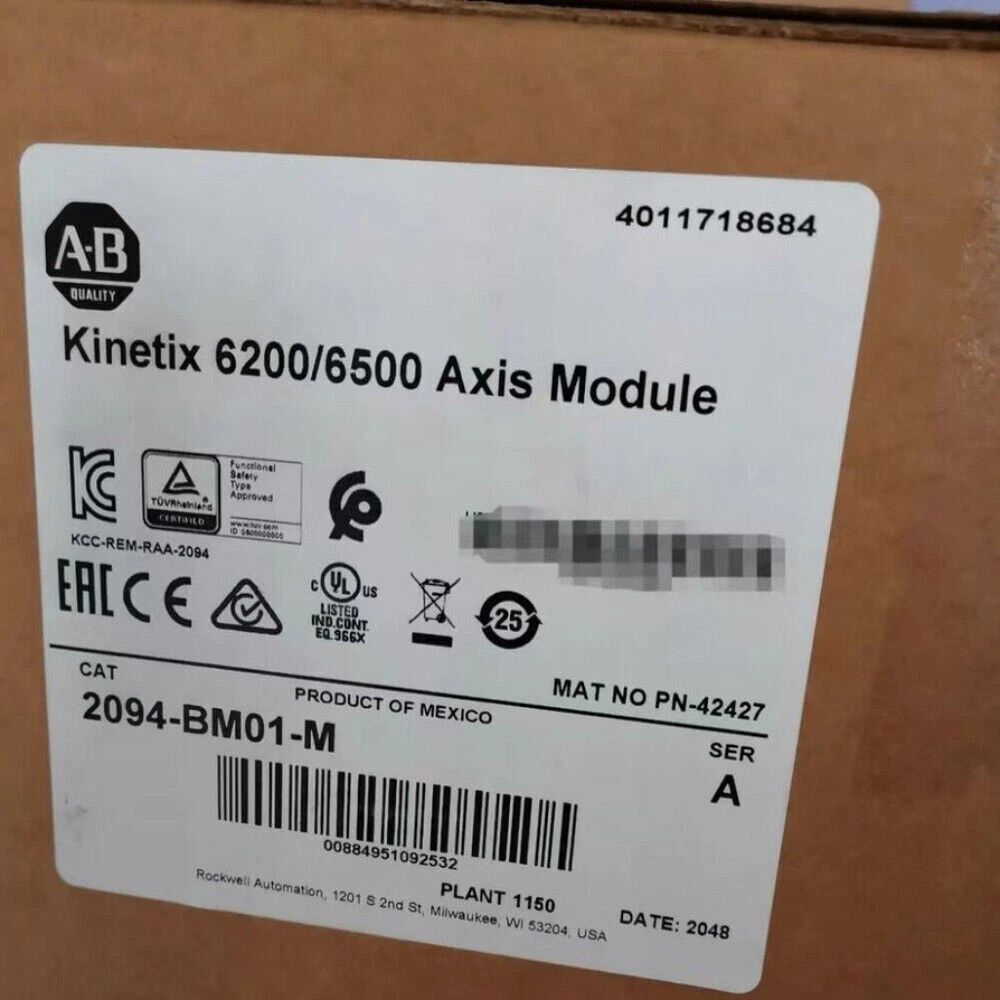 4011718684
A-B
QUALITY
Kinetix 6200/6500 Axis Module
Functional
Safety
Type
Approved
TÜVRheinland
CERTIFIED
www.tuv.com
KCC-REM-RAA-2094
EAC CE
C UL US
LISTED
IND.CONT.
EQ.966X
25
CAT
PRODUCT OF MEXICO
MAT NO PN-42427
2094-BM01-M
SER
A
00884951092532
PLANT 1150
DATE: 2048
Rockwell Automation, 1201 S 2nd St, Milwaukee, WI 53204, USA